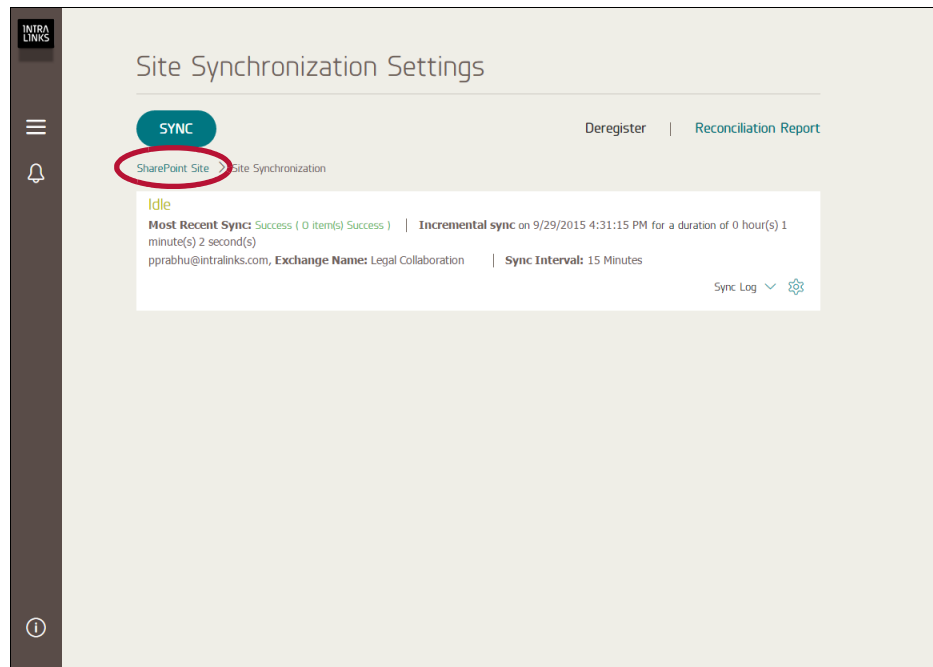 INTRA
LINKS
Site Synchronization Settings
SYNC
Deregister | Reconciliation Report
SharePoint Site > Site Synchronization
Idle
Most Recent Sync: Success ( 0 item(s) Success ) | Incremental sync on 9/29/2015 4:31:15 PM for a duration of 0 hour(s) 1
minute(s) 2 second(s)
pprabhu@intralinks.com, Exchange Name: Legal Collaboration | Sync Interval: 15 Minutes
Sync Log